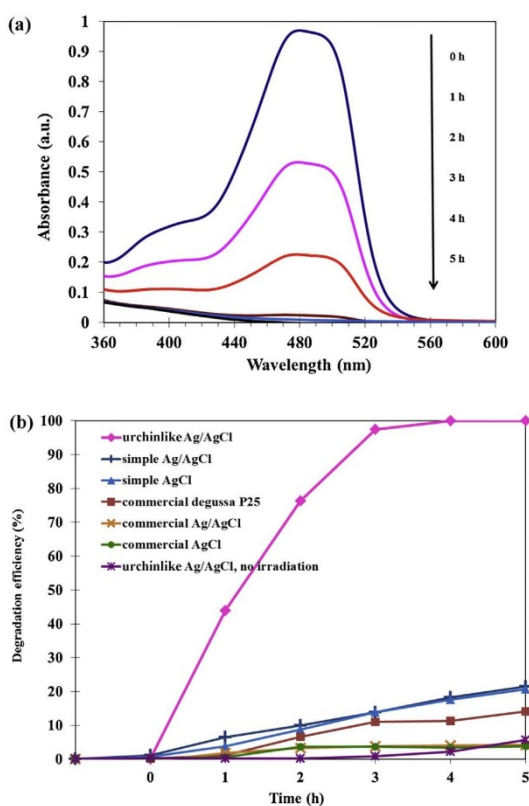 (a)
Absorbance (a.u.)
1
0.9
0.8
0.7
0.6
0.5
0.4
0.3
0.2
0.1
0
360 400 440 480 520 560 600
Wavelength (nm)
0 h
1 h
2 h
3 h
4 h
5 h
(b)
Degradation efficiency (%)
100
90
80
70
60
50
40
30
20
10
0
0 1 2 3 4 5
Time (h)
urchinlike Ag/AgCl
simple Ag/AgCl
simple AgCl
commercial degussa P25
commercial Ag/AgCl
commercial AgCl
urchinlike Ag/AgCl, no irradiation